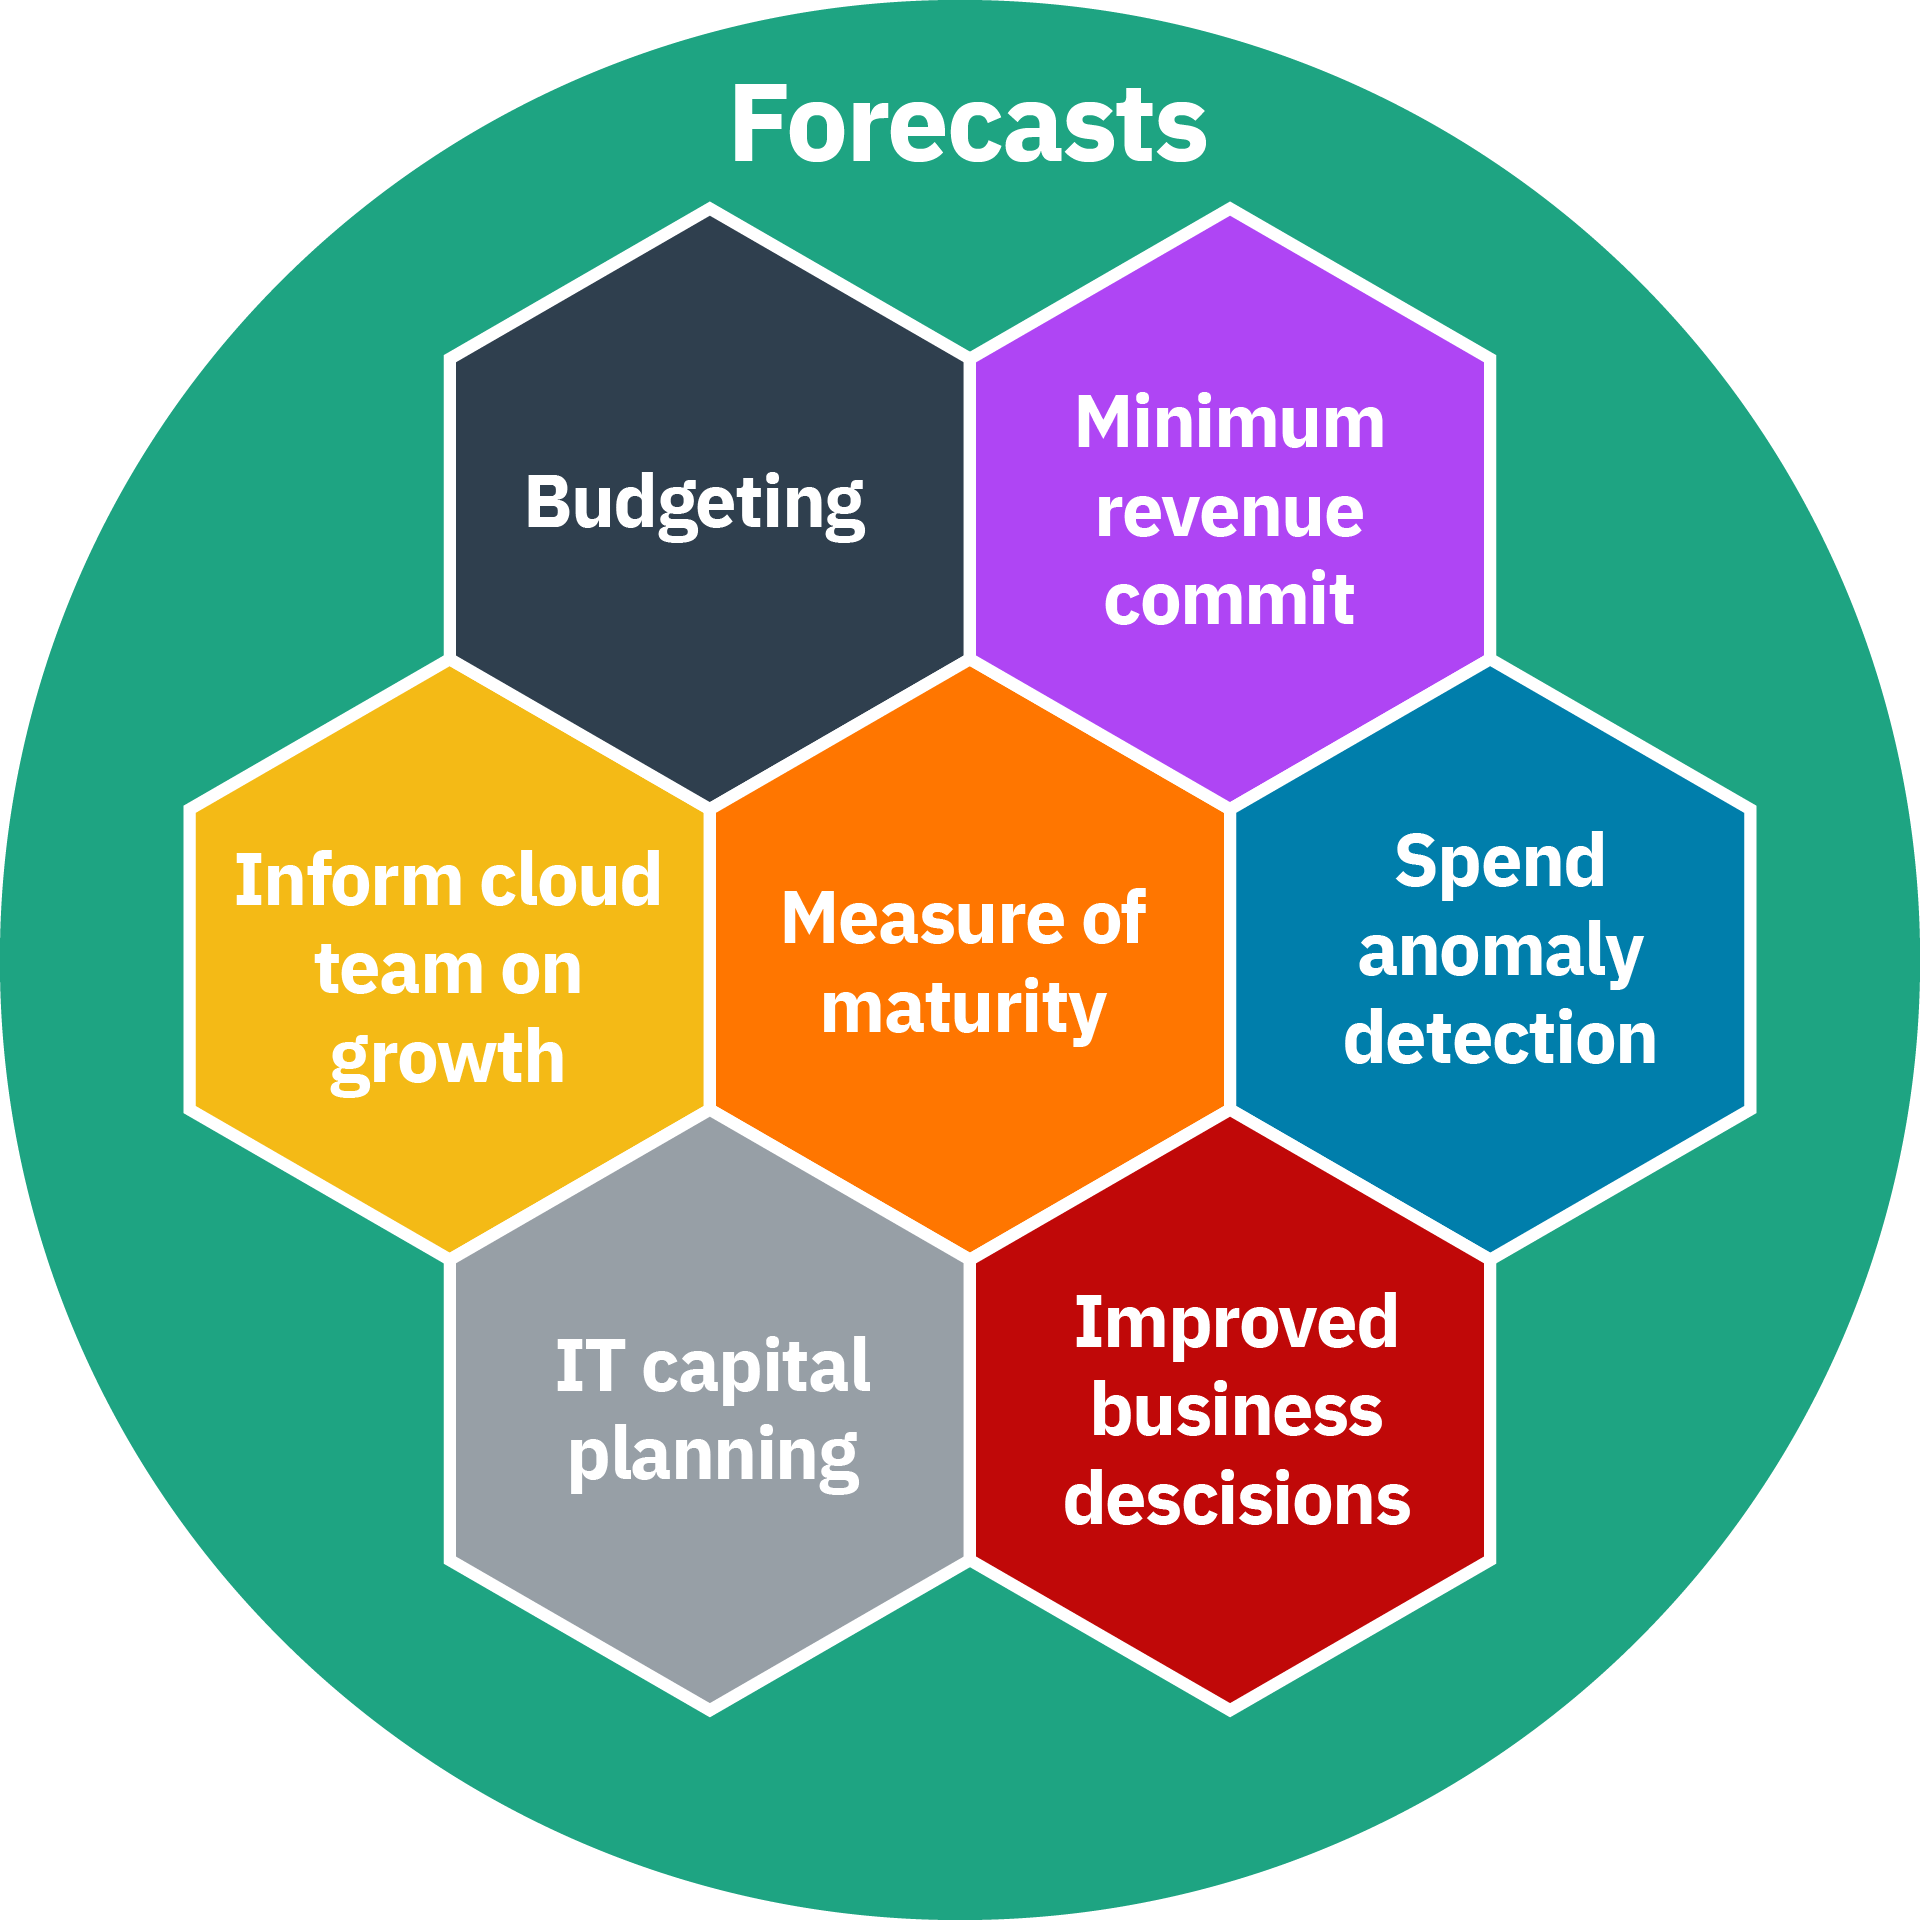 Forecasts
Budgeting
Minimum
revenue
commit
Inform cloud
team on
growth
Measure of
maturity
Spend
anomaly
detection
IT capital
planning
Improved
business
descisions